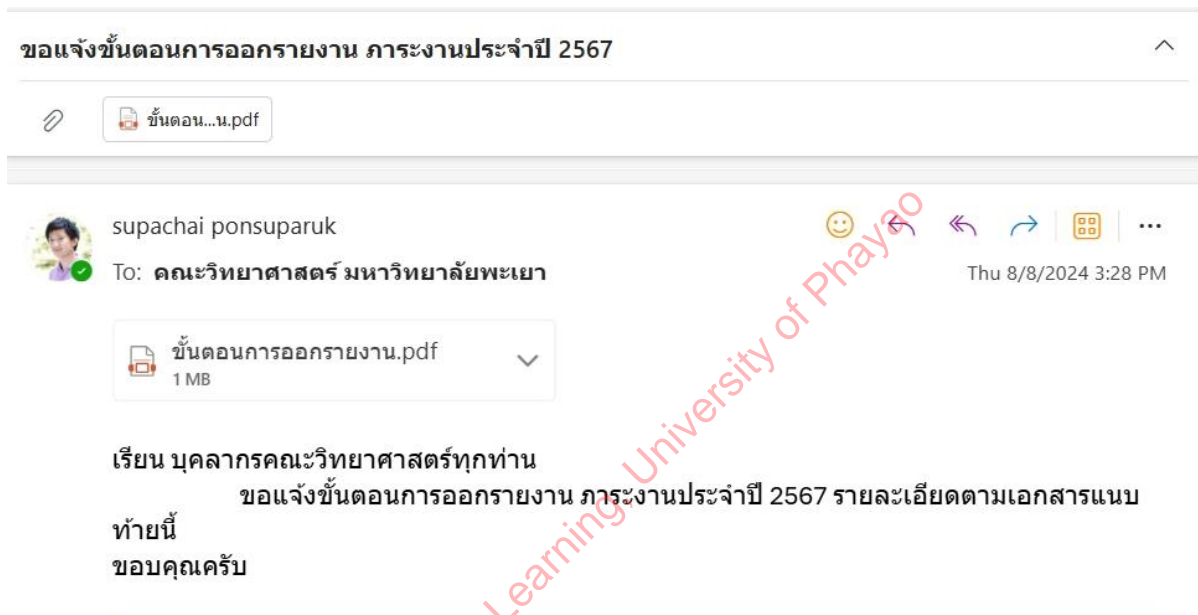 ขอแจ้งขั้นตอนการออกรายงาน ภาระงานประจำปี 2567
ขั้นตอน...น.pdf
supachai ponsuparuk
To: คณะวิทยาศาสตร์ มหาวิทยาลัยพะเยา
Thu 8/8/2024 3:28 PM
ขั้นตอนการออกรายงาน.pdf
1 MB
เรียน บุคลากรคณะวิทยาศาสตร์ทุกท่าน
ขอแจ้งขั้นตอนการออกรายงาน ภาระงานประจำปี 2567 รายละเอียดตามเอกสารแนบ
ท้ายนี้
ขอบคุณครับ
Learning, University of Phayao